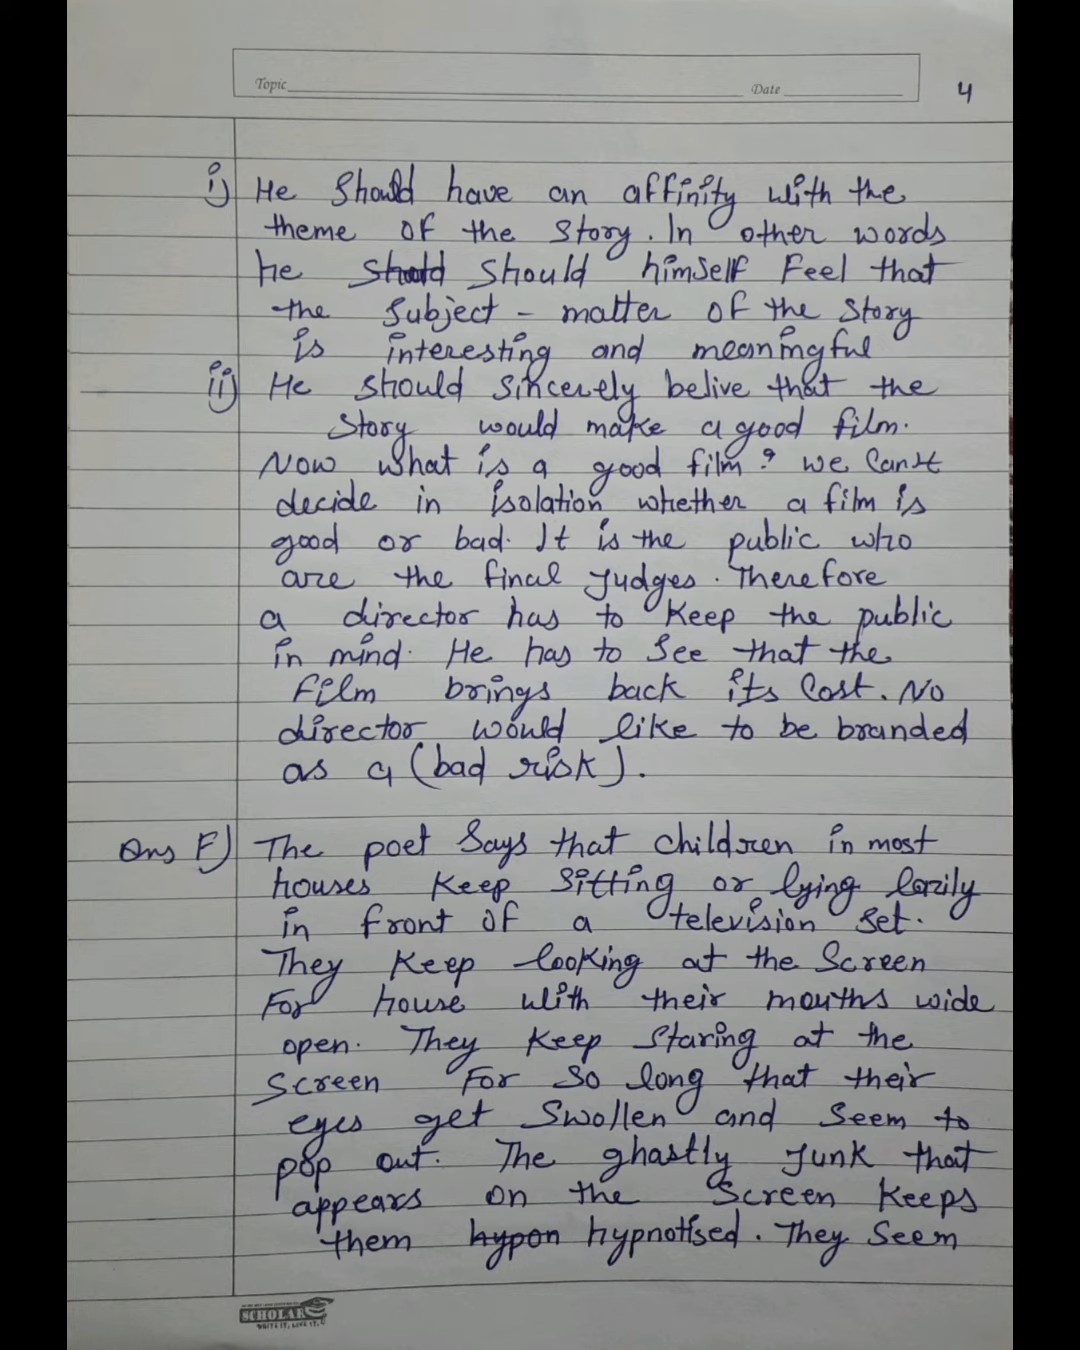 Topic Date 4
i) He should have an affinity with the
theme of the story. In other words
he shold should himself feel that
the subject - matter of the story
is interesting and meaningful
ii) He should sincerely belive that the
story would make a good film.
Now what is a good film? we can't
decide in isolation whether a film is
good or bad. It is the public who
are the final judges. Therefore
a director has to keep the public
in mind. He has to see that the
film brings back its cost. No
director would like to be branded
as a (bad risk).
Ans F) The poet says that children in most
houses keep sitting or lying lazily
in front of a television set.
They keep looking at the screen
For house with their mouths wide
open. They keep staring at the
screen for so long that their
eyes get swollen and seem to
pop out. The ghastly junk that
appears on the screen keeps
them hypon hypnotised. They seem
SCHOLAR
WRITE IT, LIVE IT.